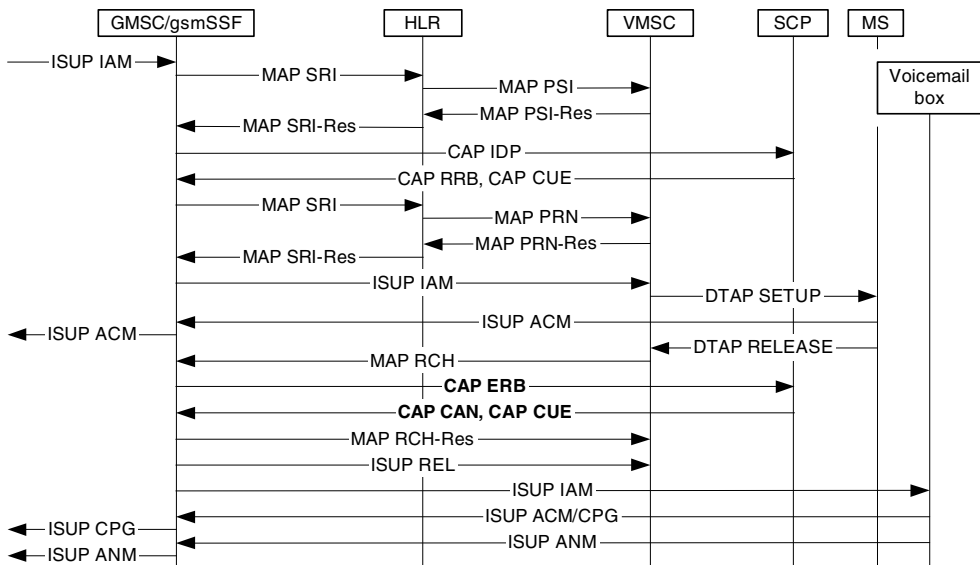 GMSC/gsmSSF HLR VMSC SCP MS
Voicemail
box
ISUP IAM
MAP SRI
MAP PSI
MAP PSI-Res
MAP SRI-Res
CAP IDP
CAP RRB, CAP CUE
MAP SRI
MAP PRN
MAP PRN-Res
MAP SRI-Res
ISUP IAM
DTAP SETUP
ISUP ACM
ISUP ACM
DTAP RELEASE
MAP RCH
CAP ERB
CAP CAN, CAP CUE
MAP RCH-Res
ISUP REL
ISUP IAM
ISUP ACM/CPG
ISUP CPG
ISUP ANM
ISUP ANM